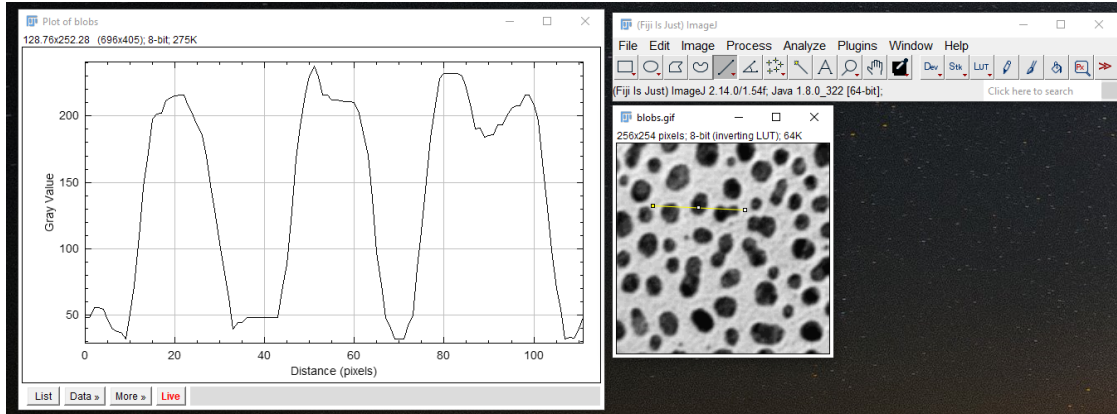 Plot of blobs
128.76x252.28 (696x405); 8-bit; 275K
Gray Value
200
150
100
50
0
20
40
60
80
100
Distance (pixels)
List
Data »
More »
Live
(Fiji Is Just) ImageJ
File Edit Image Process Analyze Plugins Window Help
Dev
Stk
LUT
Px
(Fiji Is Just) ImageJ 2.14.0/1.54f; Java 1.8.0_322 [64-bit];
Click here to search
blobs.gif
256x254 pixels; 8-bit (inverting LUT); 64K